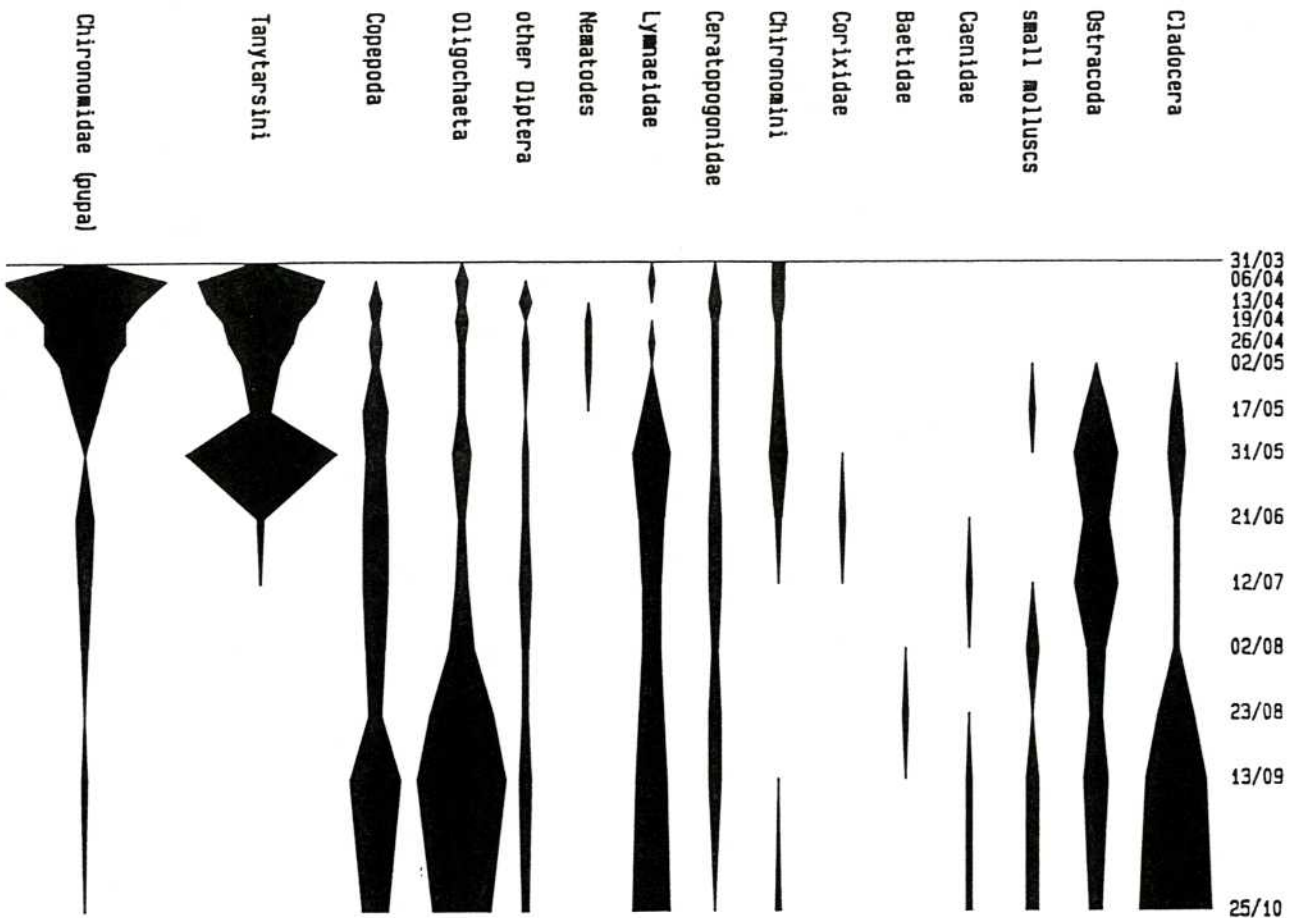 Chironomidae (pupa)
Tanytarsini
Copepoda
Oligochaeta
other Diptera
Nematodes
Lymnaeidae
Ceratopogonidae
Chironomini
Corixidae
Baetidae
Caenidae
small molluscs
Ostracoda
Cladocera
31/03
06/04
13/04
19/04
26/04
02/05
17/05
31/05
21/06
12/07
02/08
23/08
13/09
25/10